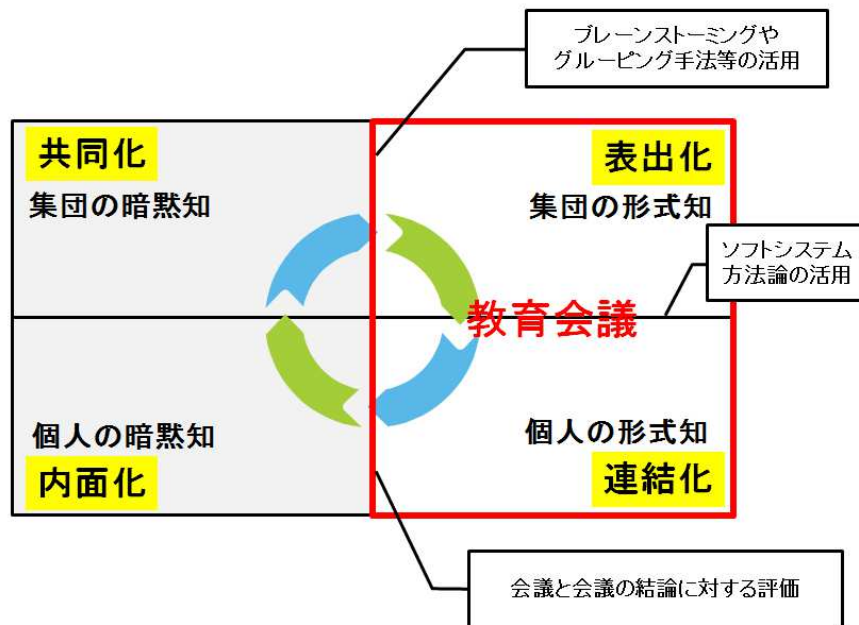 ブレーンストーミングや
グルーピング手法等の活用
共同化
集団の暗黙知
表出化
集団の形式知
ソフトシステム
方法論の活用
教育会議
個人の暗黙知
内面化
個人の形式知
連結化
会議と会議の結論に対する評価